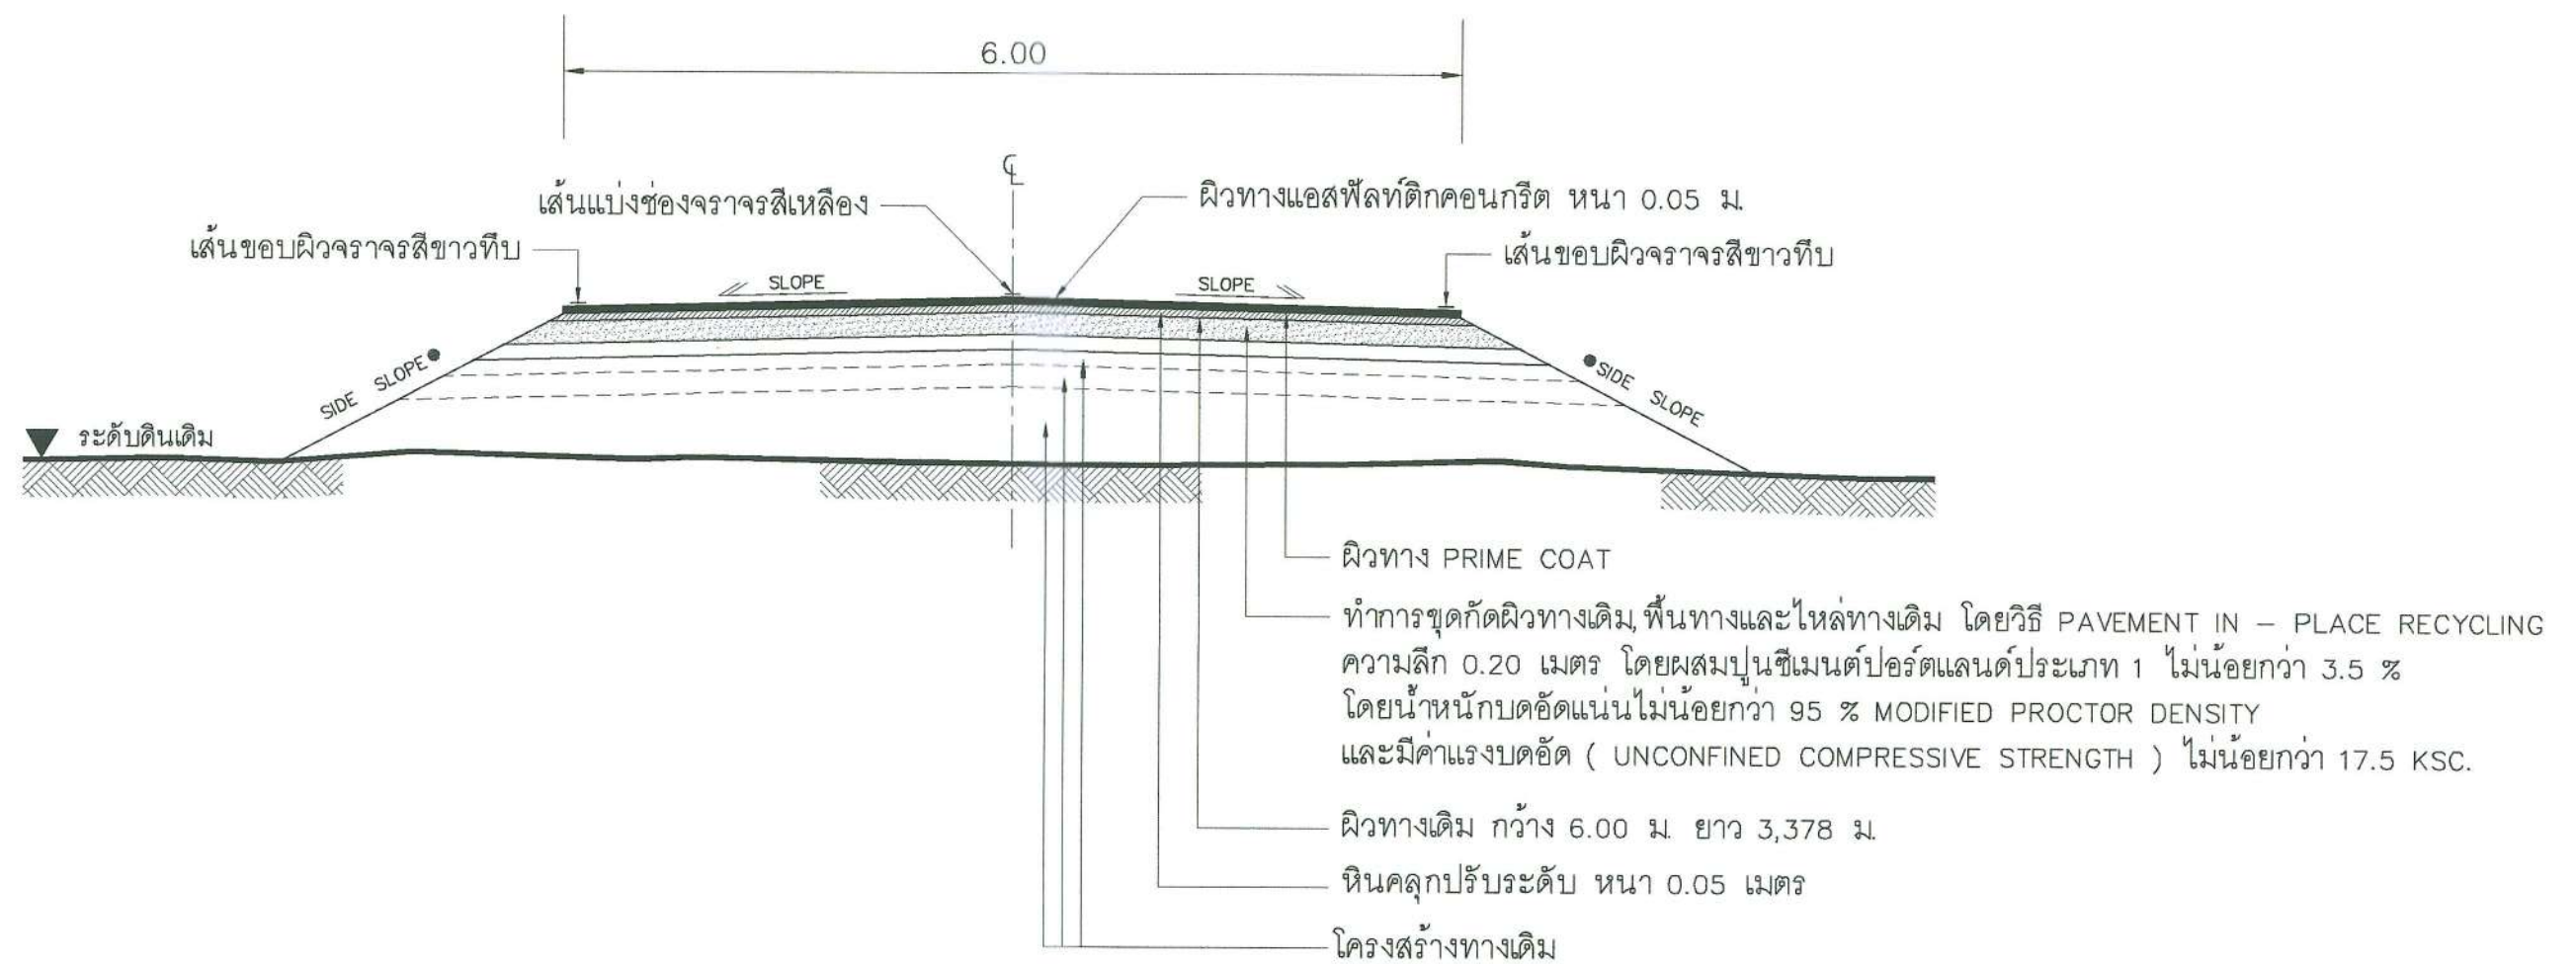 6.00
℄
เส้นแบ่งช่องจราจรสีเหลือง
ผิวทางแอสฟัลท์ติกคอนกรีต หนา 0.05 ม.
เส้นขอบผิวจราจรสีขาวทึบ
เส้นขอบผิวจราจรสีขาวทึบ
SLOPE
SLOPE
SIDE SLOPE
SIDE SLOPE
ระดับดินเดิม
ผิวทาง PRIME COAT
ทำการขุดกัดผิวทางเดิม,พื้นทางและไหล่ทางเดิม โดยวิธี PAVEMENT IN – PLACE RECYCLING
ความลึก 0.20 เมตร โดยผสมปูนซีเมนต์ปอร์ตแลนด์ประเภท 1 ไม่น้อยกว่า 3.5 %
โดยน้ำหนักบดอัดแน่นไม่น้อยกว่า 95 % MODIFIED PROCTOR DENSITY
และมีค่าแรงบดอัด ( UNCONFINED COMPRESSIVE STRENGTH ) ไม่น้อยกว่า 17.5 KSC.
ผิวทางเดิม กว้าง 6.00 ม. ยาว 3,378 ม.
หินคลุกปรับระดับ หนา 0.05 เมตร
โครงสร้างทางเดิม